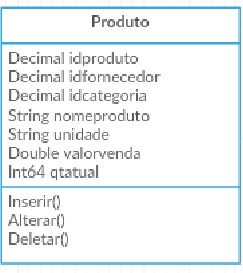 Produto
Decimal idproduto
Decimal idfornecedor
Decimal idcategoria
String nomeproduto
String unidade
Double valorvenda
Int64 qtatual
Inserir()
Alterar()
Deletar()